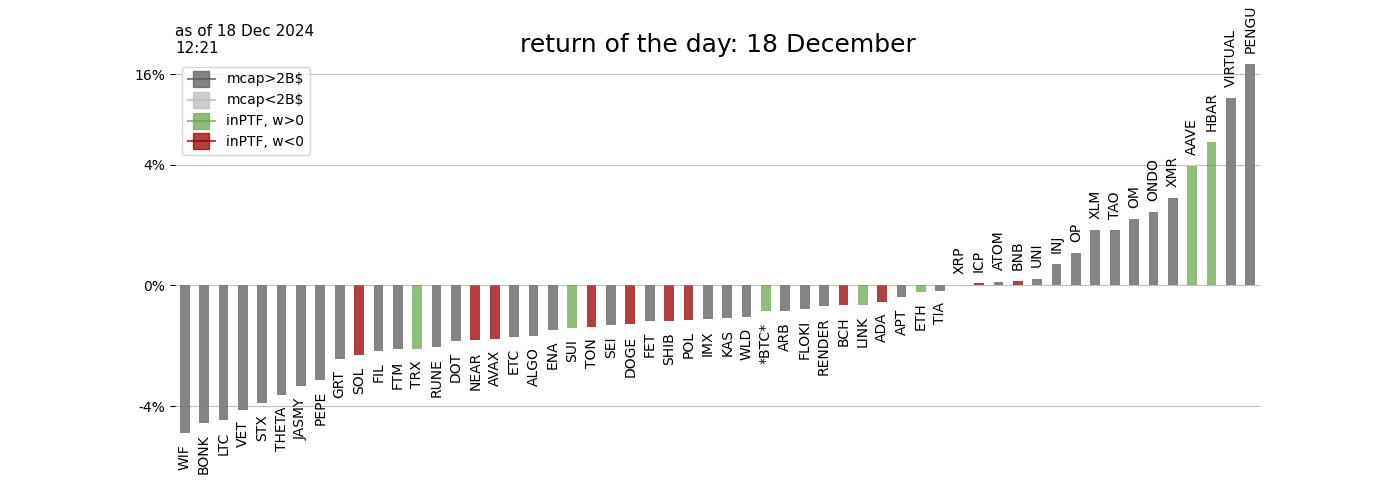 as of 18 Dec 2024
12:21
return of the day: 18 December
16%
4%
0%
-4%
mcap>2B$
mcap<2B$
inPTF, w>0
inPTF, w<0
WIF
BONK
LTC
VET
STX
THETA
JASMY
PEPE
GRT
SOL
FIL
FTM
TRX
RUNE
DOT
NEAR
AVAX
ETC
ALGO
ENA
SUI
TON
SEI
DOGE
FET
SHIB
POL
IMX
KAS
WLD
*BTC*
ARB
FLOKI
RENDER
BCH
LINK
ADA
APT
ETH
TIA
XRP
ICP
ATOM
BNB
UNI
INJ
OP
XLM
TAO
OM
ONDO
XMR
AAVE
HBAR
VIRTUAL
PENGU